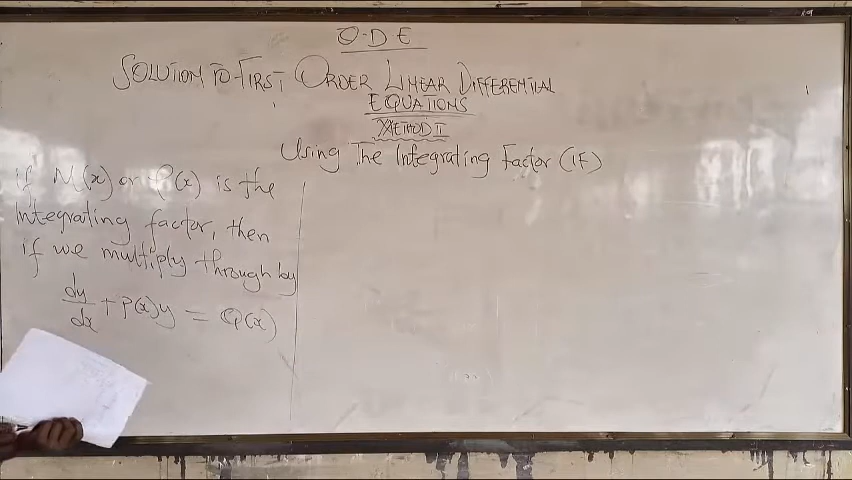 O.D.E
SOLUTION TO FIRST ORDER LINEAR DIFFERENTIAL
EQUATIONS
METHOD II
Using The Integrating Factor (IF)
if M(x) or P(x) is the
Integrating factor, then
if we multiply through by
dy/dx + P(x)y = Q(x)